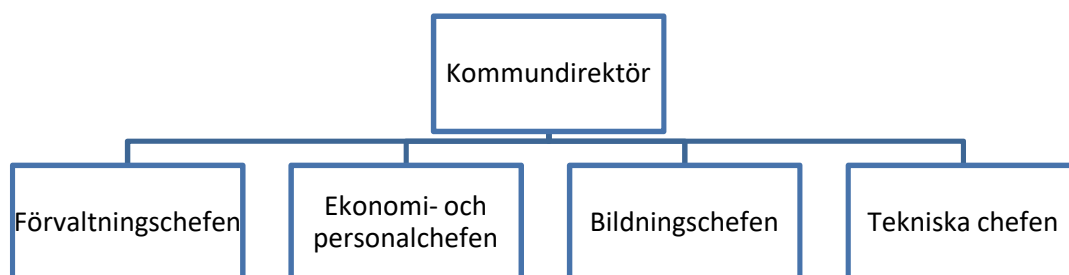 Kommundirektör
Förvaltningschefen
Ekonomi- och
personalchefen
Bildningschefen
Tekniska chefen